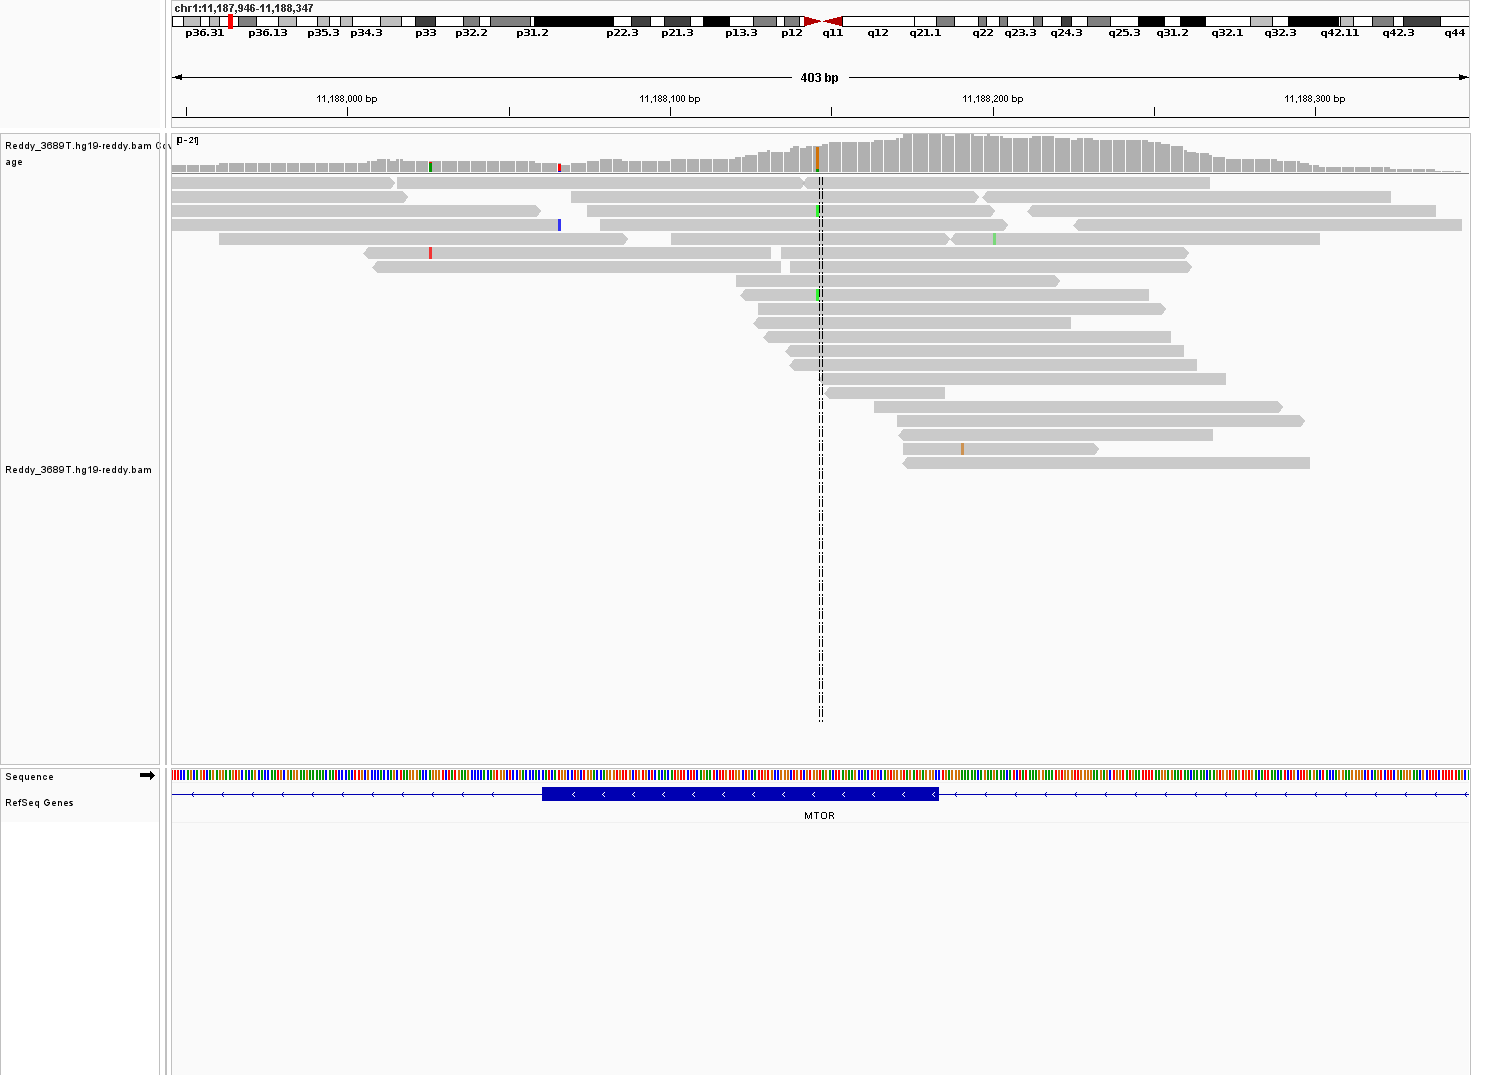 chr1:11,187,946-11,188,347
p36.31 p36.13 p35.3 p34.3 p33 p32.2 p31.2 p22.3 p21.3 p13.3 p12 q11 q12 q21.1 q22 q23.3 q24.3 q25.3 q31.2 q32.1 q32.3 q42.11 q42.3 q44
403 bp
11,188,000 bp 11,188,100 bp 11,188,200 bp 11,188,300 bp
Reddy_3689T.hg19-reddy.bam Cov
age
[0-21]
Reddy_3689T.hg19-reddy.bam
Sequence
RefSeq Genes
MTOR